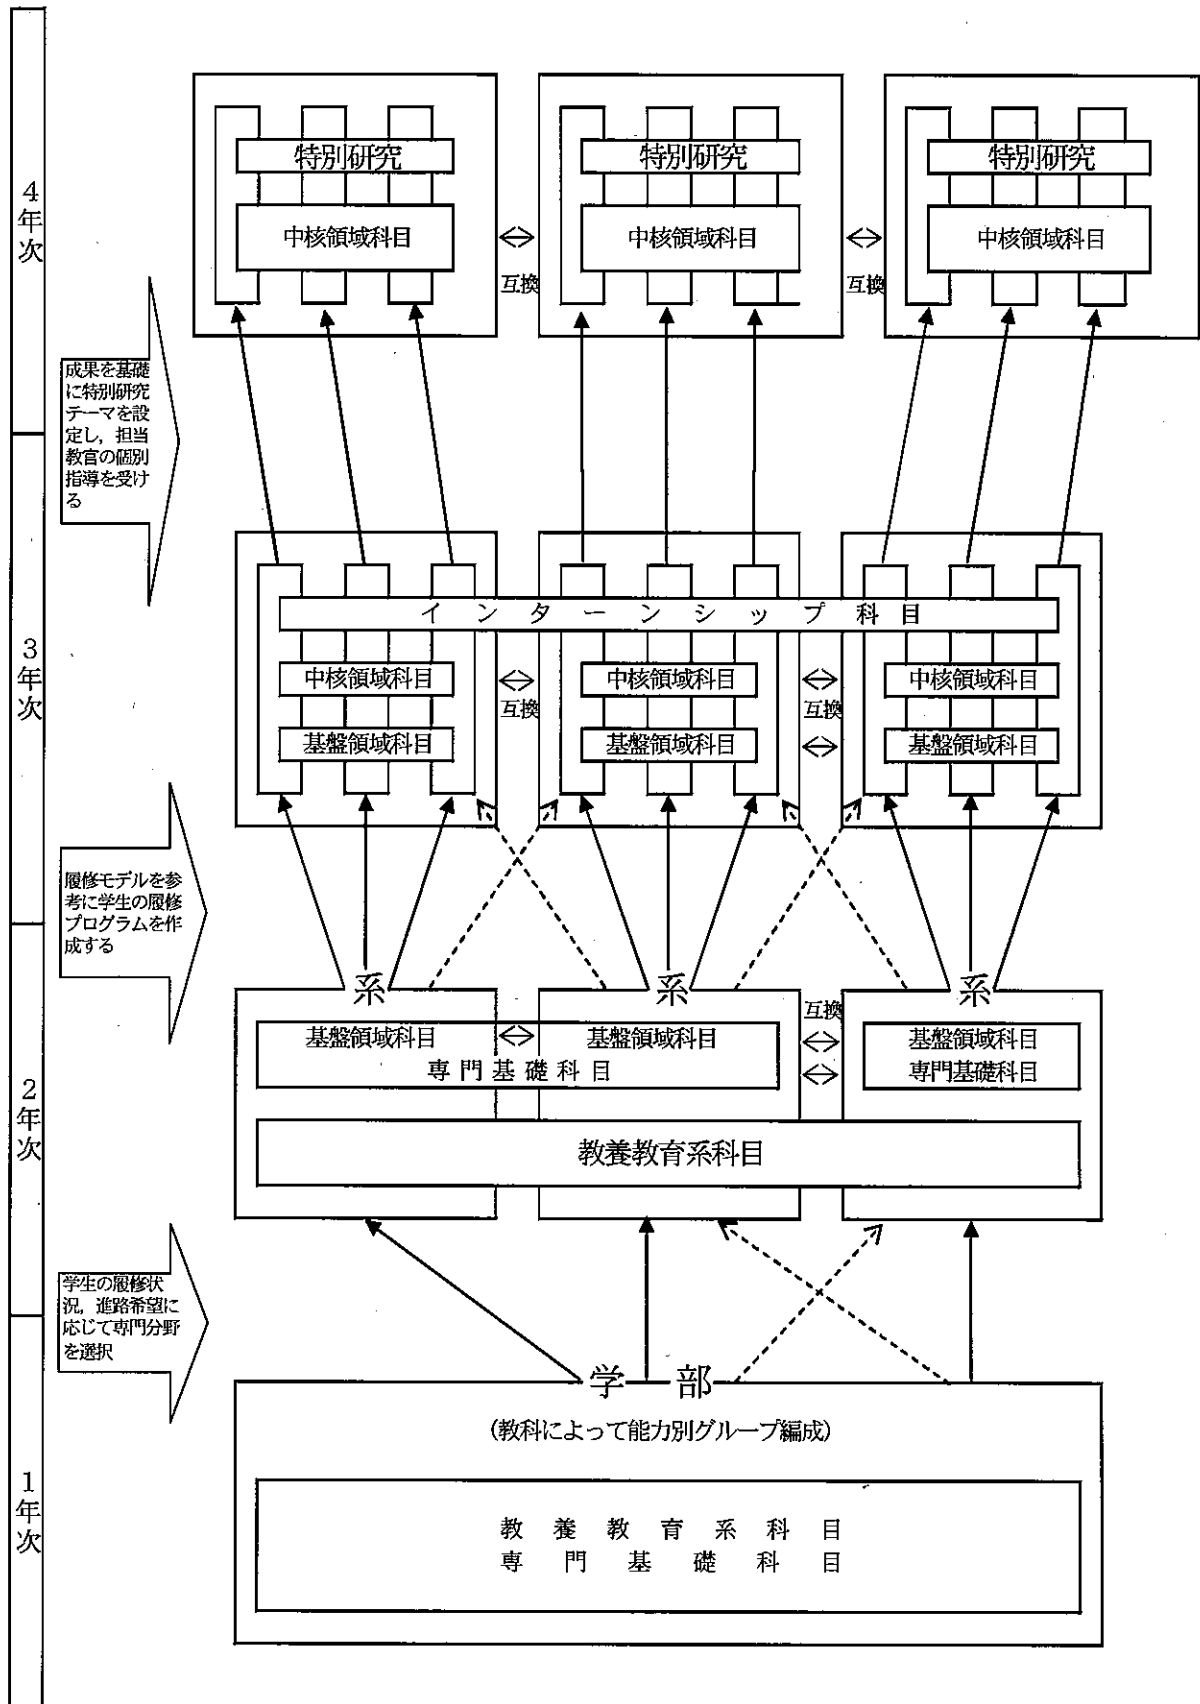 4年次
特別研究
特別研究
特別研究
中核領域科目
中核領域科目
中核領域科目
互換
互換
成果を基礎
に特別研究
テーマを設
定し，担当
教官の個別
指導を受け
る
3年次
インターンシップ科目
中核領域科目
中核領域科目
中核領域科目
互換
互換
基盤領域科目
基盤領域科目
基盤領域科目
履修モデルを参
考に学生の履修
プログラムを作
成する
系
系
系
2年次
互換
基盤領域科目
基盤領域科目
基盤領域科目
専門基礎科目
専門基礎科目
教養教育系科目
学生の履修状
況，進路希望に
応じて専門分野
を選択
1年次
学部
(教科によって能力別グループ編成)
教養教育系科目
専門基礎科目